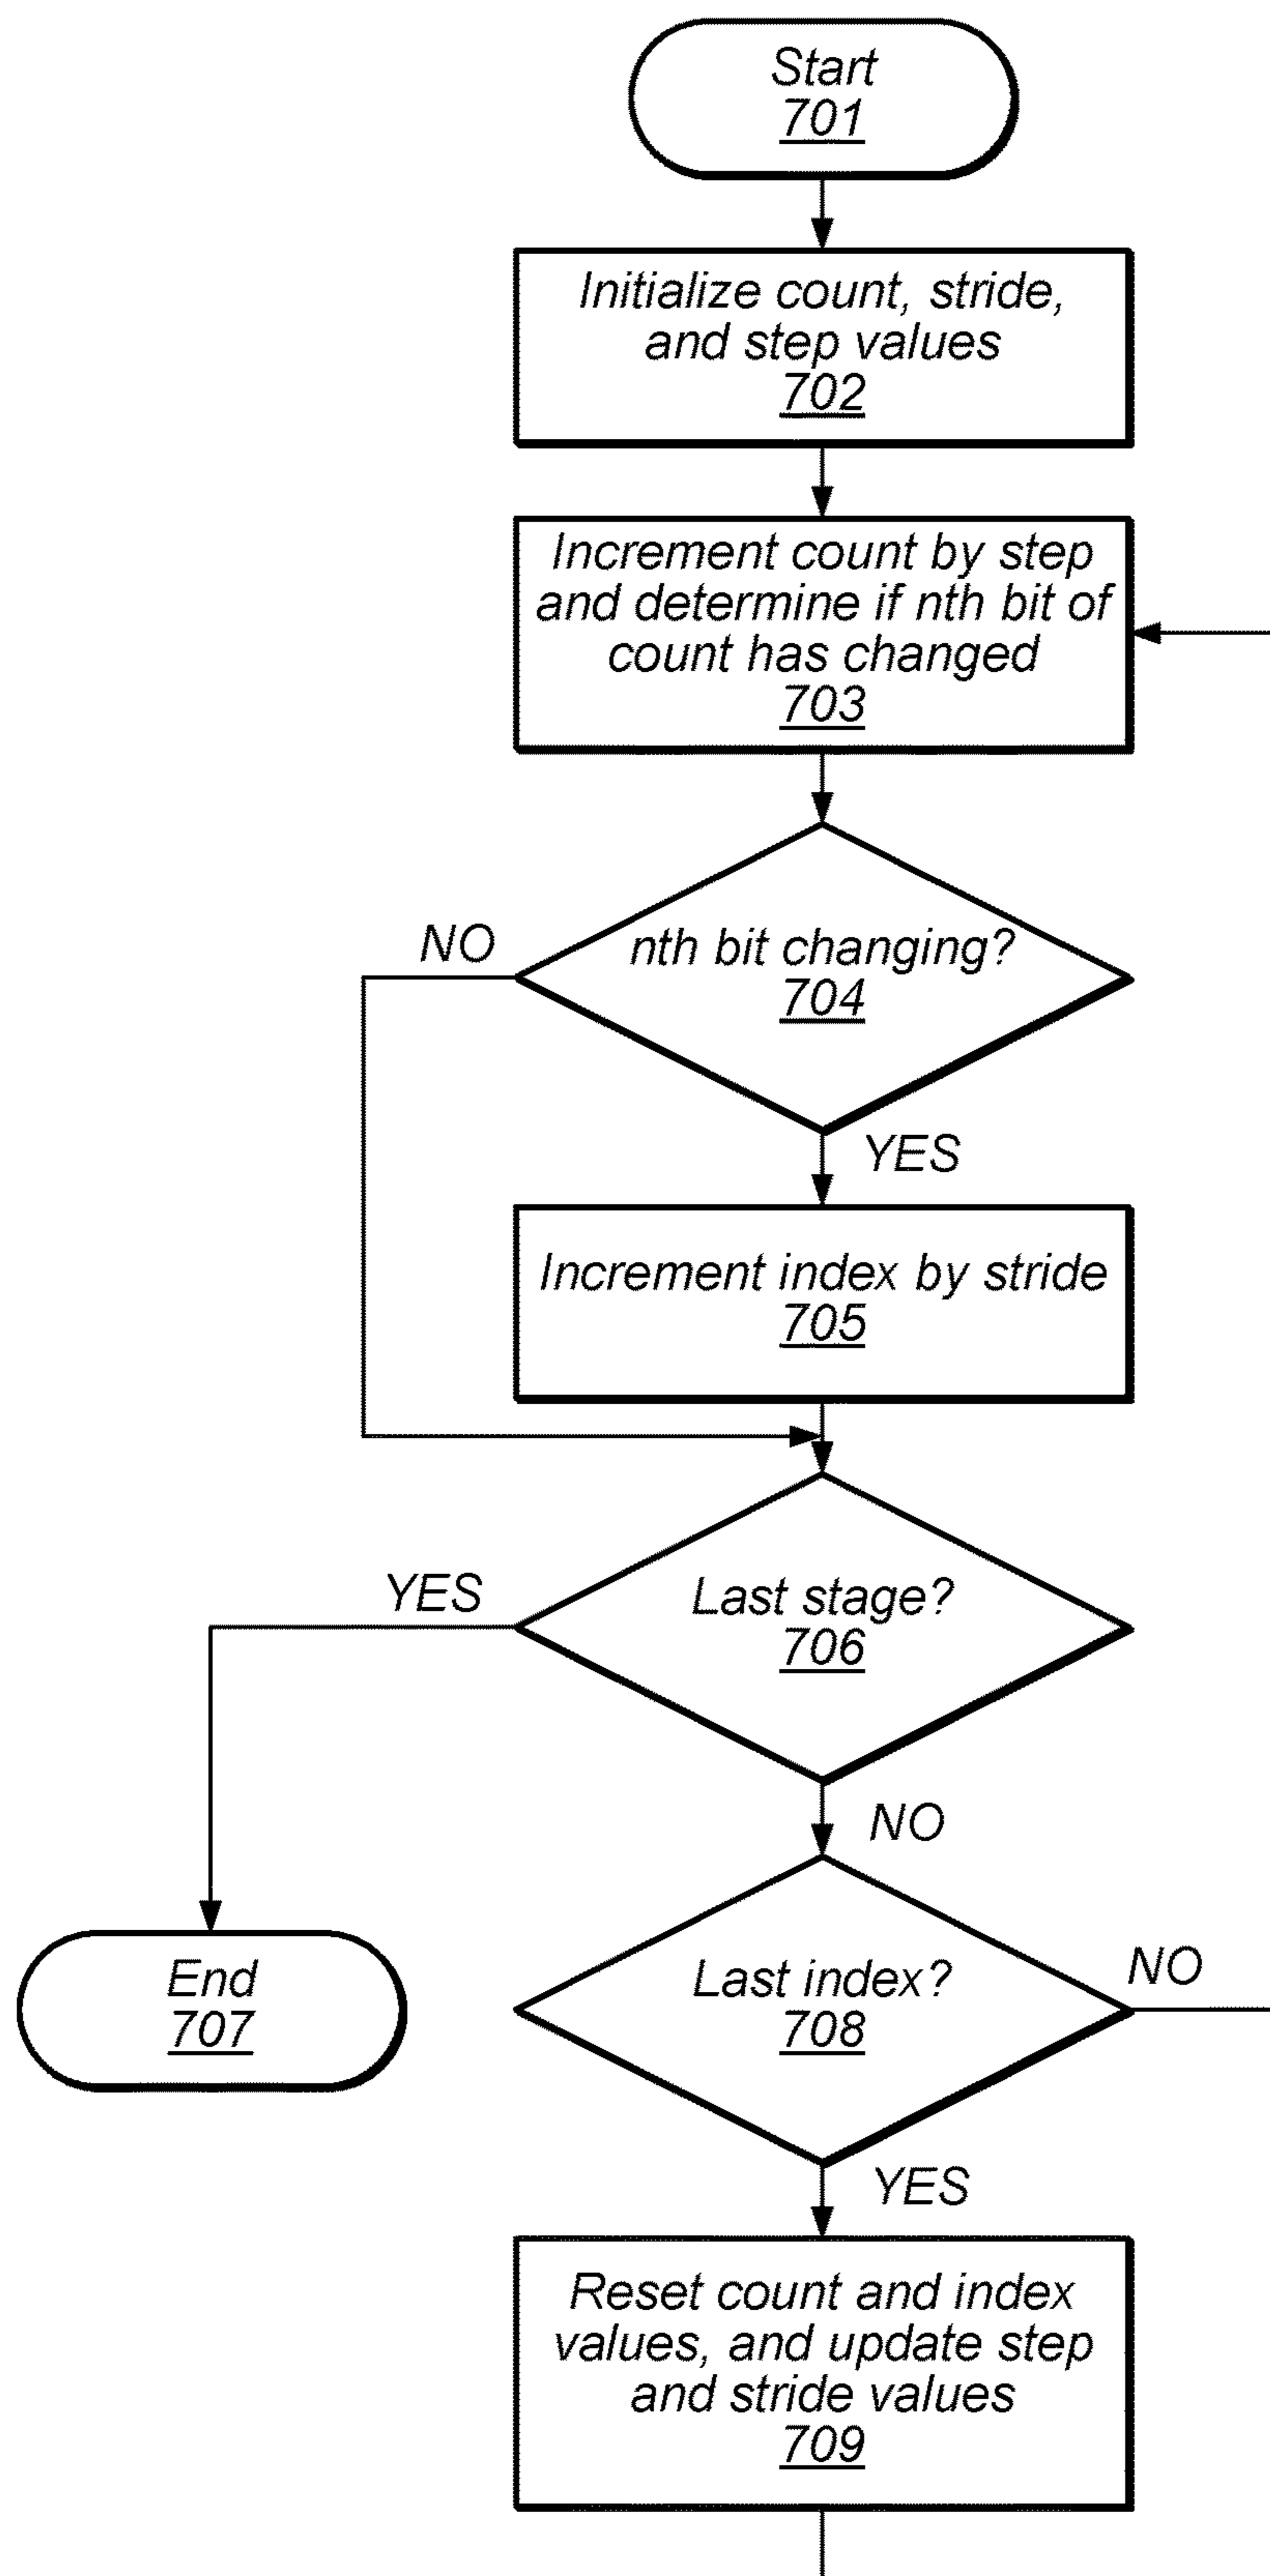 Start
701
Initialize count, stride,
and step values
702
Increment count by step
and determine if nth bit of
count has changed
703
NO
nth bit changing?
704
YES
Increment index by stride
705
YES
Last stage?
706
NO
End
707
Last index?
708
NO
YES
Reset count and index
values, and update step
and stride values
709